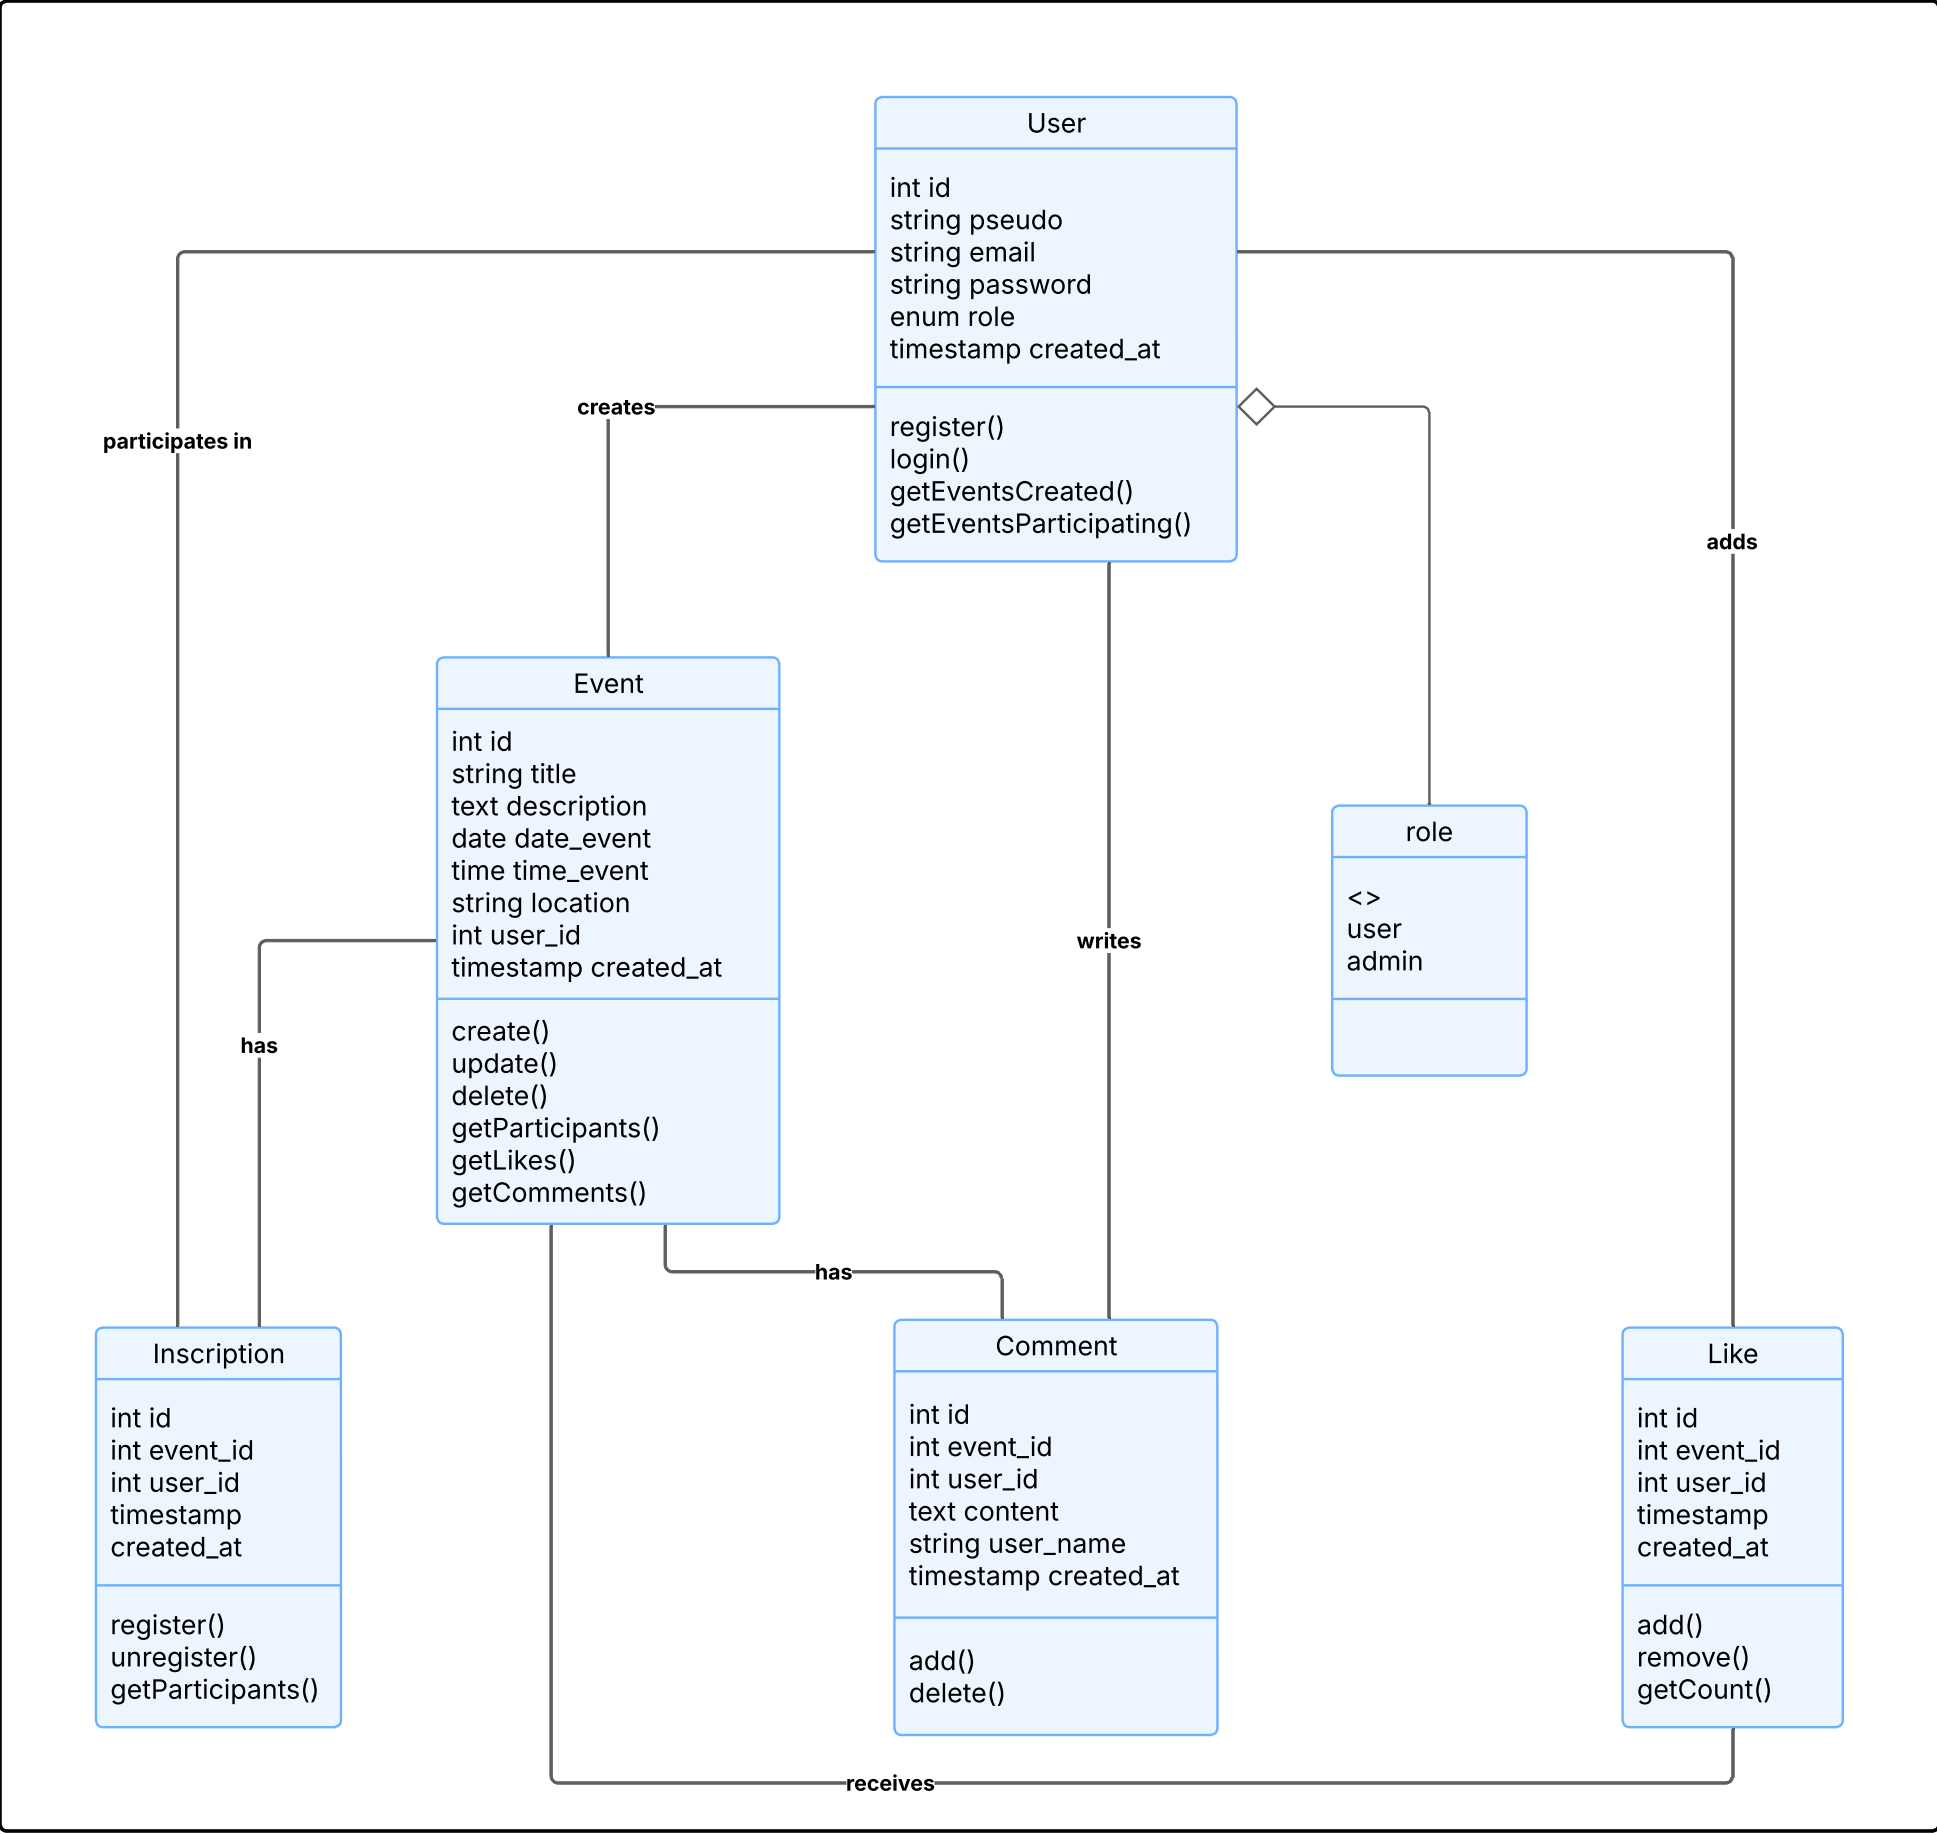 User
int id
string pseudo
string email
string password
enum role
timestamp created_at
register()
login()
getEventsCreated()
getEventsParticipating()
creates
participates in
adds
Event
int id
string title
text description
date date_event
time time_event
string location
int user_id
timestamp created_at
create()
update()
delete()
getParticipants()
getLikes()
getComments()
role
<>
user
admin
writes
has
has
Inscription
int id
int event_id
int user_id
timestamp
created_at
register()
unregister()
getParticipants()
Comment
int id
int event_id
int user_id
text content
string user_name
timestamp created_at
add()
delete()
Like
int id
int event_id
int user_id
timestamp
created_at
add()
remove()
getCount()
receives